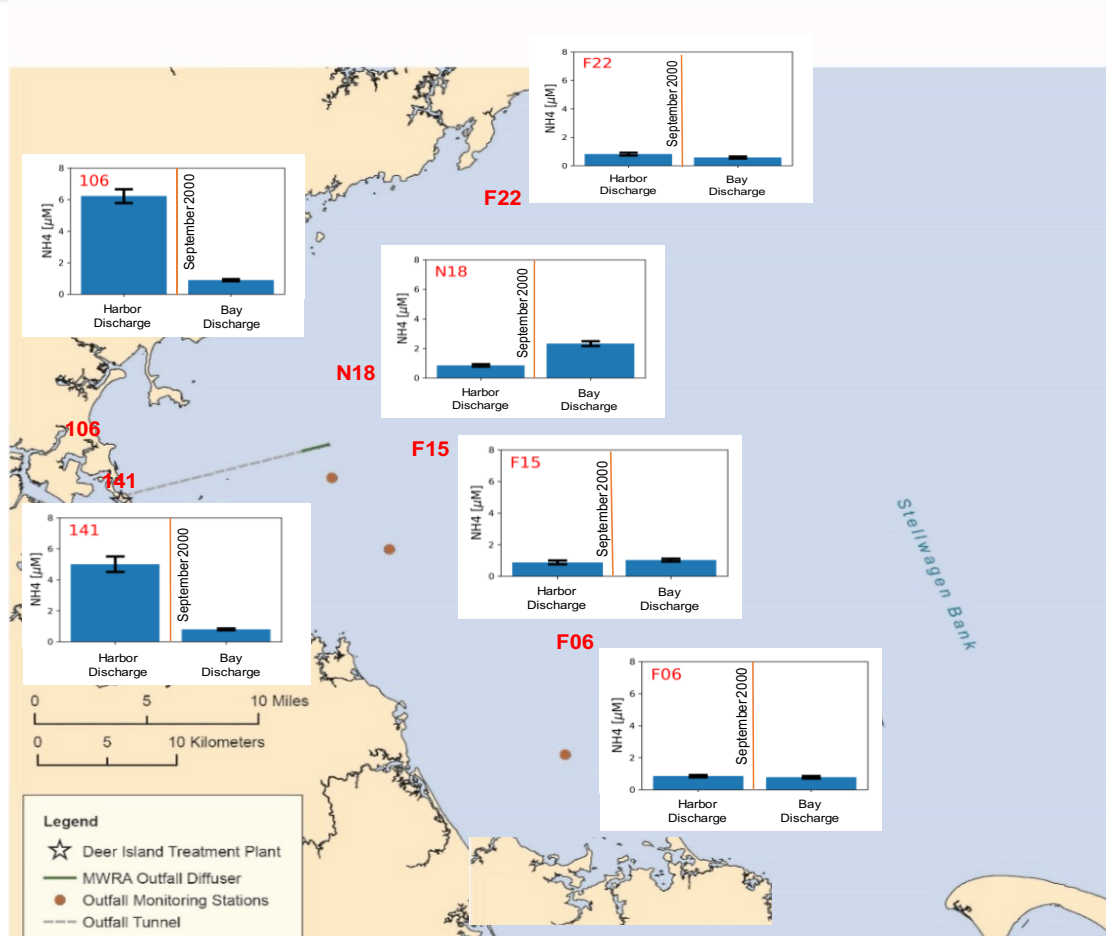 F22
NH4 [µM]
8
6
4
2
0
September 2000
Harbor
Discharge
Bay
Discharge
F22
106
NH4 [µM]
8
6
4
2
0
September 2000
Harbor
Discharge
Bay
Discharge
N18
NH4 [µM]
8
6
4
2
0
September 2000
Harbor
Discharge
Bay
Discharge
N18
106
F15
141
F15
NH4 [µM]
8
6
4
2
0
September 2000
Harbor
Discharge
Bay
Discharge
Stellwagen Bank
141
NH4 [µM]
8
6
4
2
0
September 2000
Harbor
Discharge
Bay
Discharge
F06
F06
NH4 [µM]
8
6
4
2
0
September 2000
Harbor
Discharge
Bay
Discharge
0 5 10 Miles
0 5 10 Kilometers
Legend
Deer Island Treatment Plant
MWRA Outfall Diffuser
Outfall Monitoring Stations
Outfall Tunnel